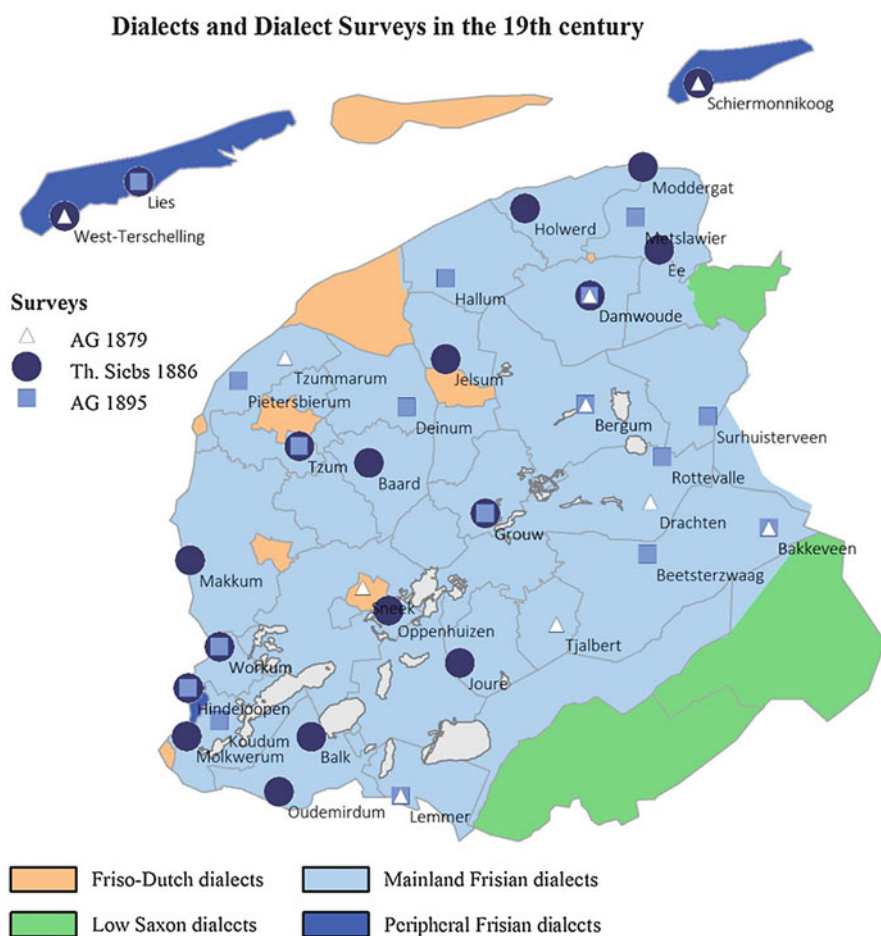 Dialects and Dialect Surveys in the 19th century
Schiermonnikoog
Lies
West-Terschelling
Moddergat
Holwerd
Metslawier
Ee
Hallum
Damwoude
Surveys
AG 1879
Th. Siebs 1886
AG 1895
Jelsum
Tzummarum
Pietersbierum
Deinum
Bergum
Surhuisterveen
Tzum
Baard
Rottevalle
Grouw
Drachten
Bakkeveen
Makkum
Beetsterzwaag
Sneek
Oppenhuizen
Tjalbert
Workum
Joure
Hindeloopen
Koudum
Molkwerum
Balk
Oudemirdum
Lemmer
Friso-Dutch dialects
Mainland Frisian dialects
Low Saxon dialects
Peripheral Frisian dialects